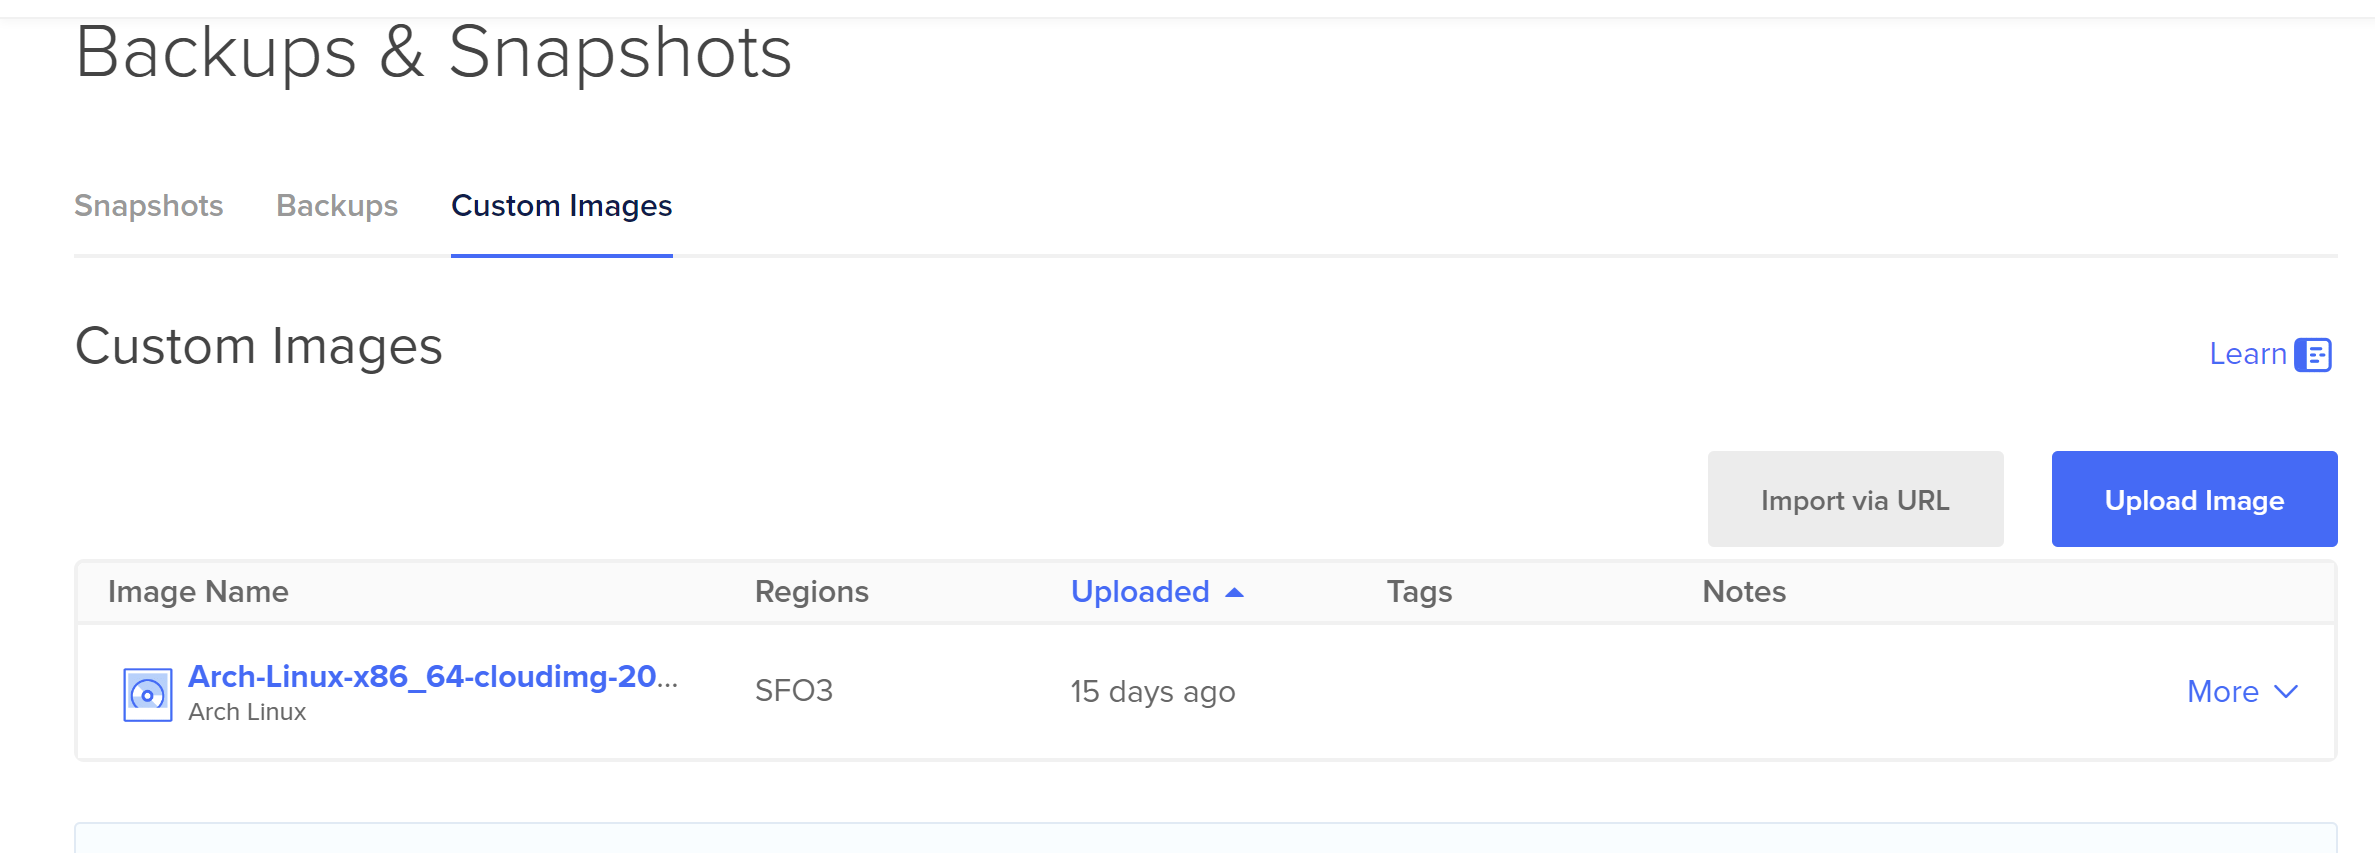 Backups & Snapshots
Snapshots Backups Custom Images
Custom Images
Learn
Import via URL Upload Image
Image Name Regions Uploaded Tags Notes
Arch-Linux-x86_64-cloudimg-20...
Arch Linux
SFO3 15 days ago More